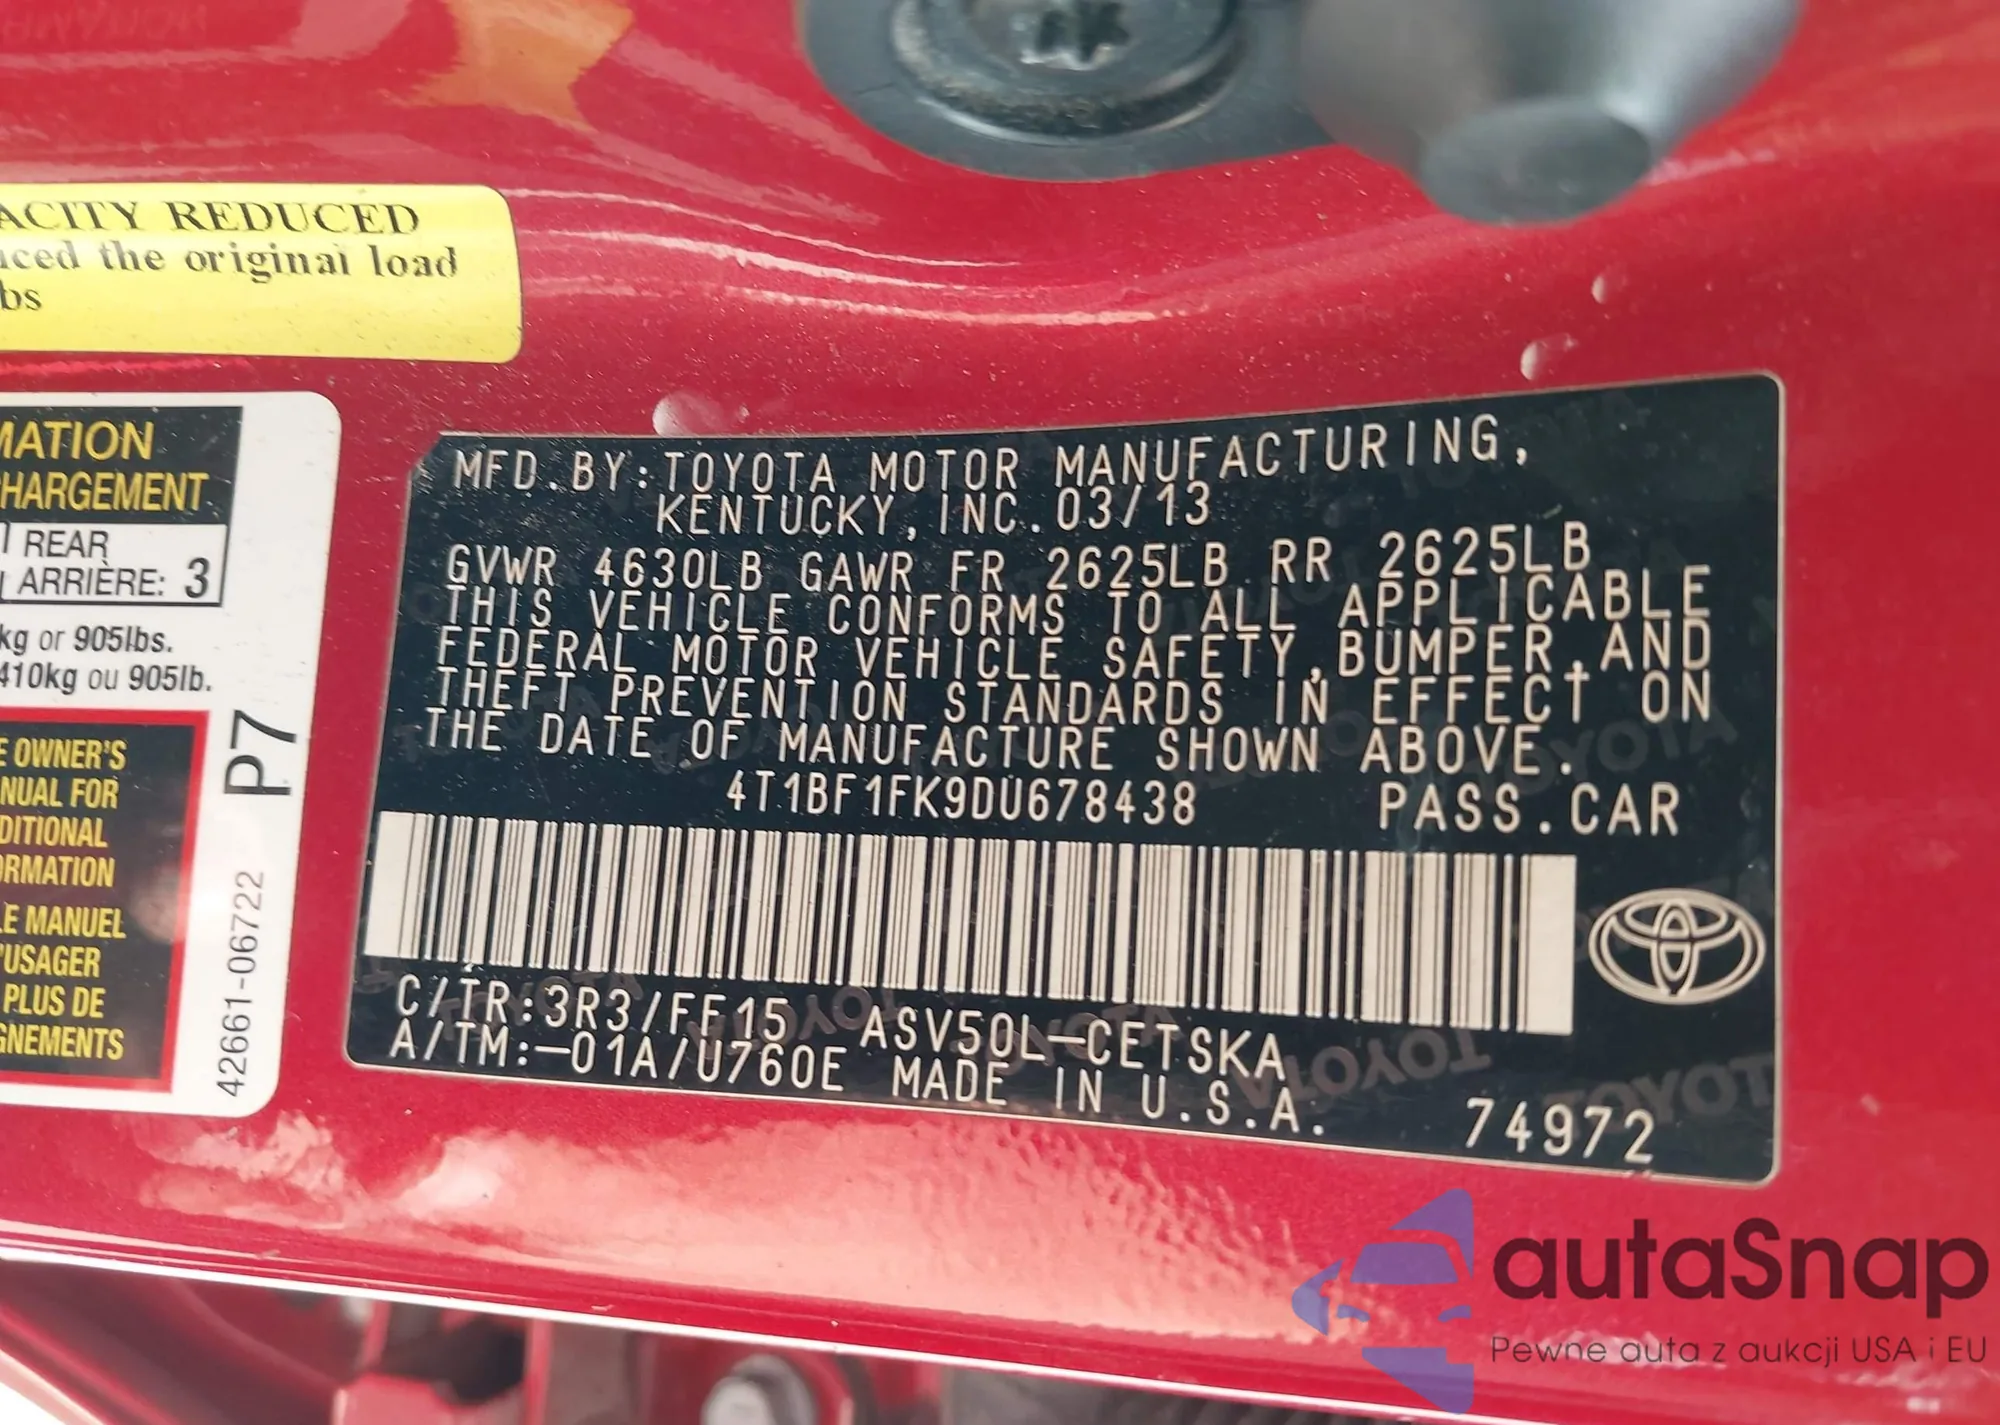 ACITY REDUCED
uced the original load
bs
MATION
CHARGEMENT
REAR
ARRIÈRE: 3
kg or 905lbs.
410kg ou 905lb.
E OWNER'S
NUAL FOR
DITIONAL
ORMATION
LE MANUEL
'USAGER
PLUS DE
GNEMENTS
P7
42661-06722
MFD.BY:TOYOTA MOTOR MANUFACTURING,
KENTUCKY,INC.03/13
GVWR 4630LB GAWR FR 2625LB RR 2625LB
THIS VEHICLE CONFORMS TO ALL APPLICABLE
FEDERAL MOTOR VEHICLE SAFETY,BUMPER,AND
THEFT PREVENTION STANDARDS IN EFFECT ON
THE DATE OF MANUFACTURE SHOWN ABOVE.
4T1BF1FK9DU678438 PASS.CAR
C/TR:3R3/FF15 ASV50L-CETSKA
A/TM:-01A/U760E MADE IN U.S.A.
74972
autaSnap
Pewne auta z aukcji USA i EU